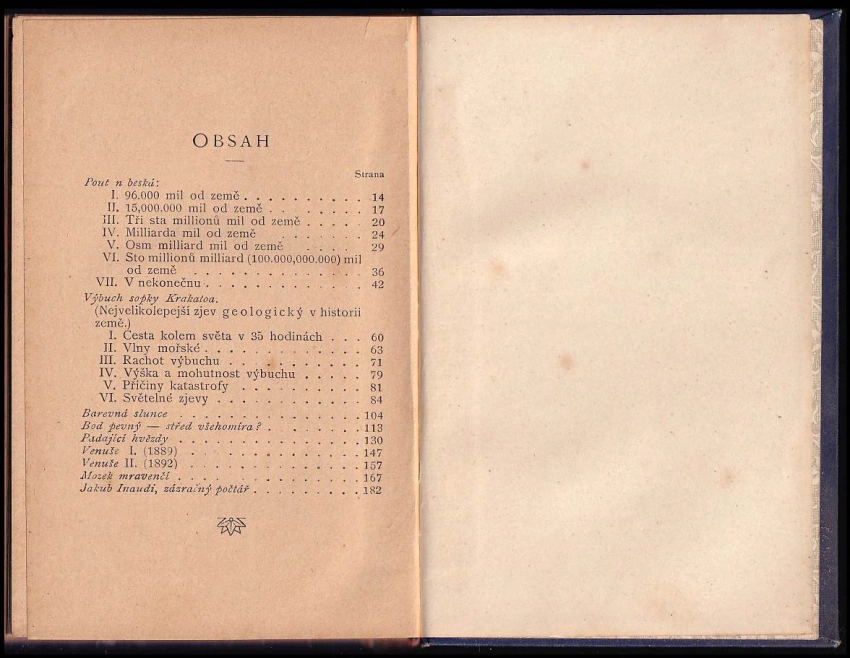 OBSAH
Strana
Pout n beská:
I. 96.000 mil od země . . . . . . . . . . 14
II. 15,000.000 mil od země . . . . . . . . 17
III. Tři sta millionů mil od země . . . . . 20
IV. Milliarda mil od země . . . . . . . 24
V. Osm milliard mil od země . . . . . . 29
VI. Sto millionů milliard (100.000,000.000) mil
od země . . . . . . . . . . . . . 36
VII. V nekonečnu . . . . . . . . . . . . . 42
Výbuch sopky Krakatoa.
(Nejvelikolepejší zjev geologický v historii
země.)
I. Cesta kolem světa v 35 hodinách . . . 60
II. Vlny mořské . . . . . . . . . . . . . 63
III. Rachot výbuchu . . . . . . . . . . . 71
IV. Výška a mohutnost výbuchu . . . . . 79
V. Příčiny katastrofy . . . . . . . . . . 81
VI. Světelné zjevy . . . . . . . . . . . . 84
Barevná slunce . . . . . . . . . . . . . . 104
Bod pevný — střed všehomíra? . . . . . . . . 113
Padající hvězdy . . . . . . . . . . . . . . 130
Venuše I. (1889) . . . . . . . . . . . . . 147
Venuše II. (1892) . . . . . . . . . . . . . 157
Mozek mravenčí . . . . . . . . . . . . . . 167
Jakub Inaudi, zázračný počtář . . . . . . . . . 182